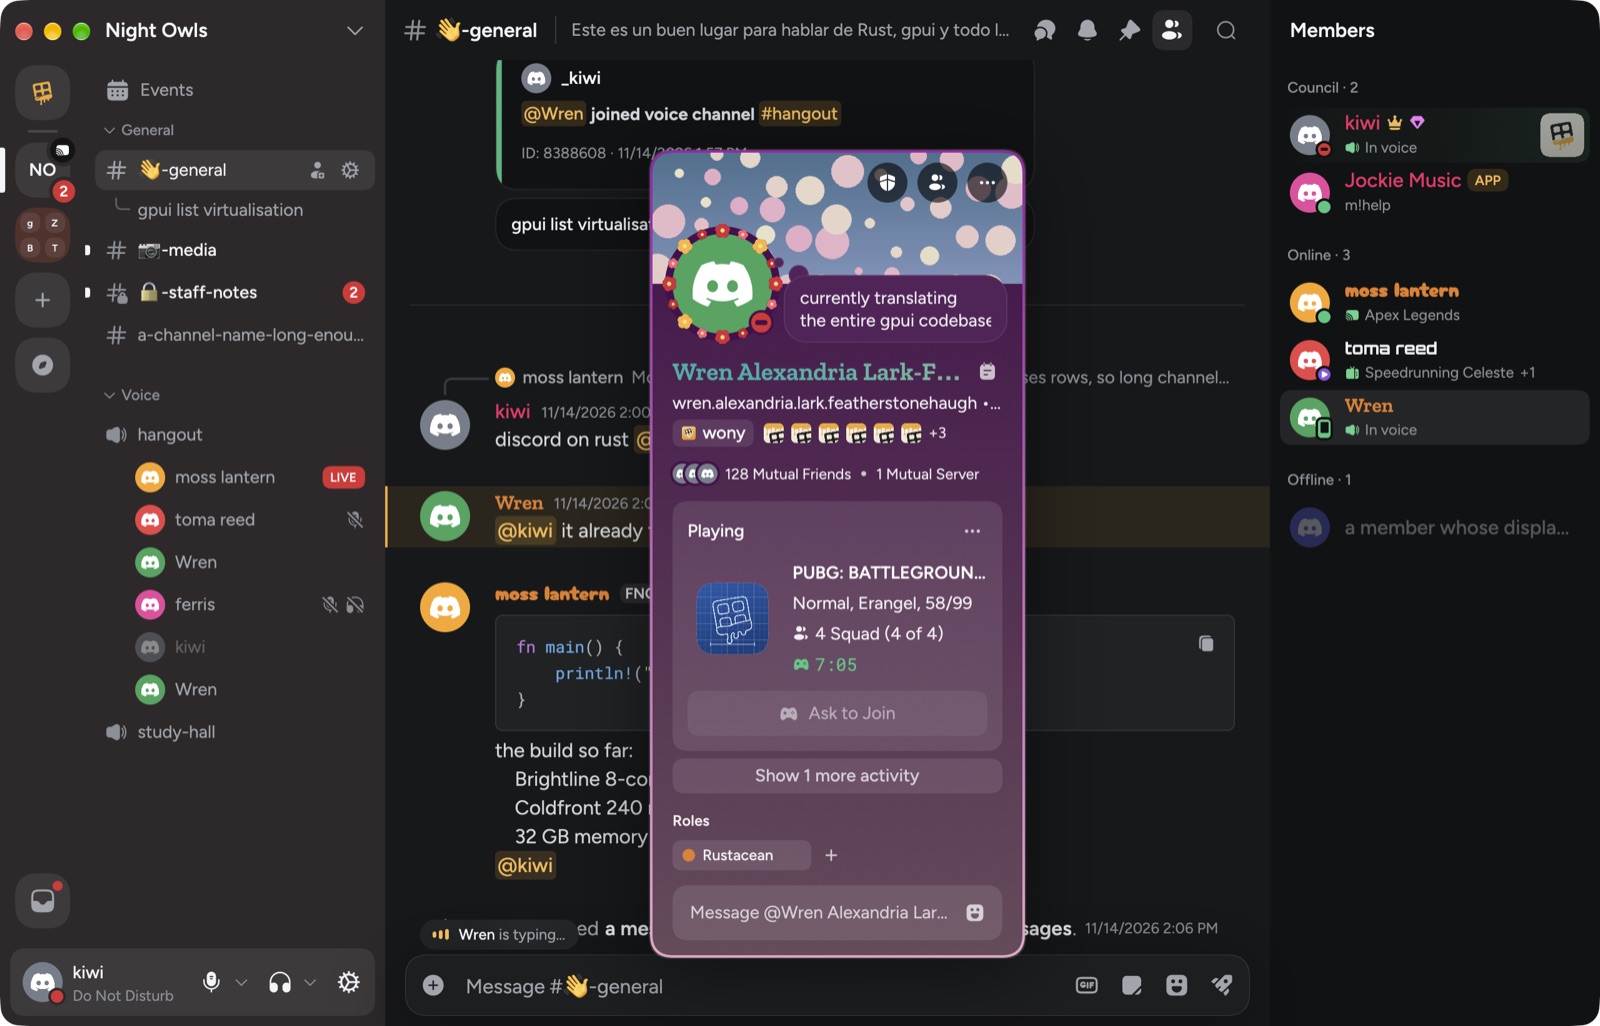 Night Owls
Events
General
NO
2
👋-general
gpui list virtualisation
g Z
B T
📷-media
🔒-staff-notes
2
a-channel-name-long-enou...
Voice
hangout
moss lantern
LIVE
toma reed
Wren
ferris
kiwi
Wren
study-hall
kiwi
Do Not Disturb
👋-general
Este es un buen lugar para hablar de Rust, gpui y todo l...
_kiwi
@Wren joined voice channel #hangout
ID: 8388608 · 11/14/2026 1:57 PM
gpui list virtualisa
moss lantern
ses rows, so long channel...
kiwi 11/14/2026 2:00
discord on rust @
Wren 11/14/2026 2:0
@kiwi it already
moss lantern
fn main() {
println!("
}
the build so far:
Brightline 8-co
Coldfront 240
32 GB memory
@kiwi
ed a me
sages. 11/14/2026 2:06 PM
Wren is typing...
Message #👋-general
GIF
currently translating
the entire gpui codebase
Wren Alexandria Lark-F...
wren.alexandria.lark.featherstonehaugh •...
wony
+3
128 Mutual Friends • 1 Mutual Server
Playing
PUBG: BATTLEGROUN...
Normal, Erangel, 58/99
4 Squad (4 of 4)
7:05
Ask to Join
Show 1 more activity
Roles
Rustacean
Message @Wren Alexandria Lar...
Members
Council · 2
kiwi
In voice
Jockie Music APP
m!help
Online · 3
moss lantern
Apex Legends
toma reed
Speedrunning Celeste +1
Wren
In voice
Offline · 1
a member whose displa...